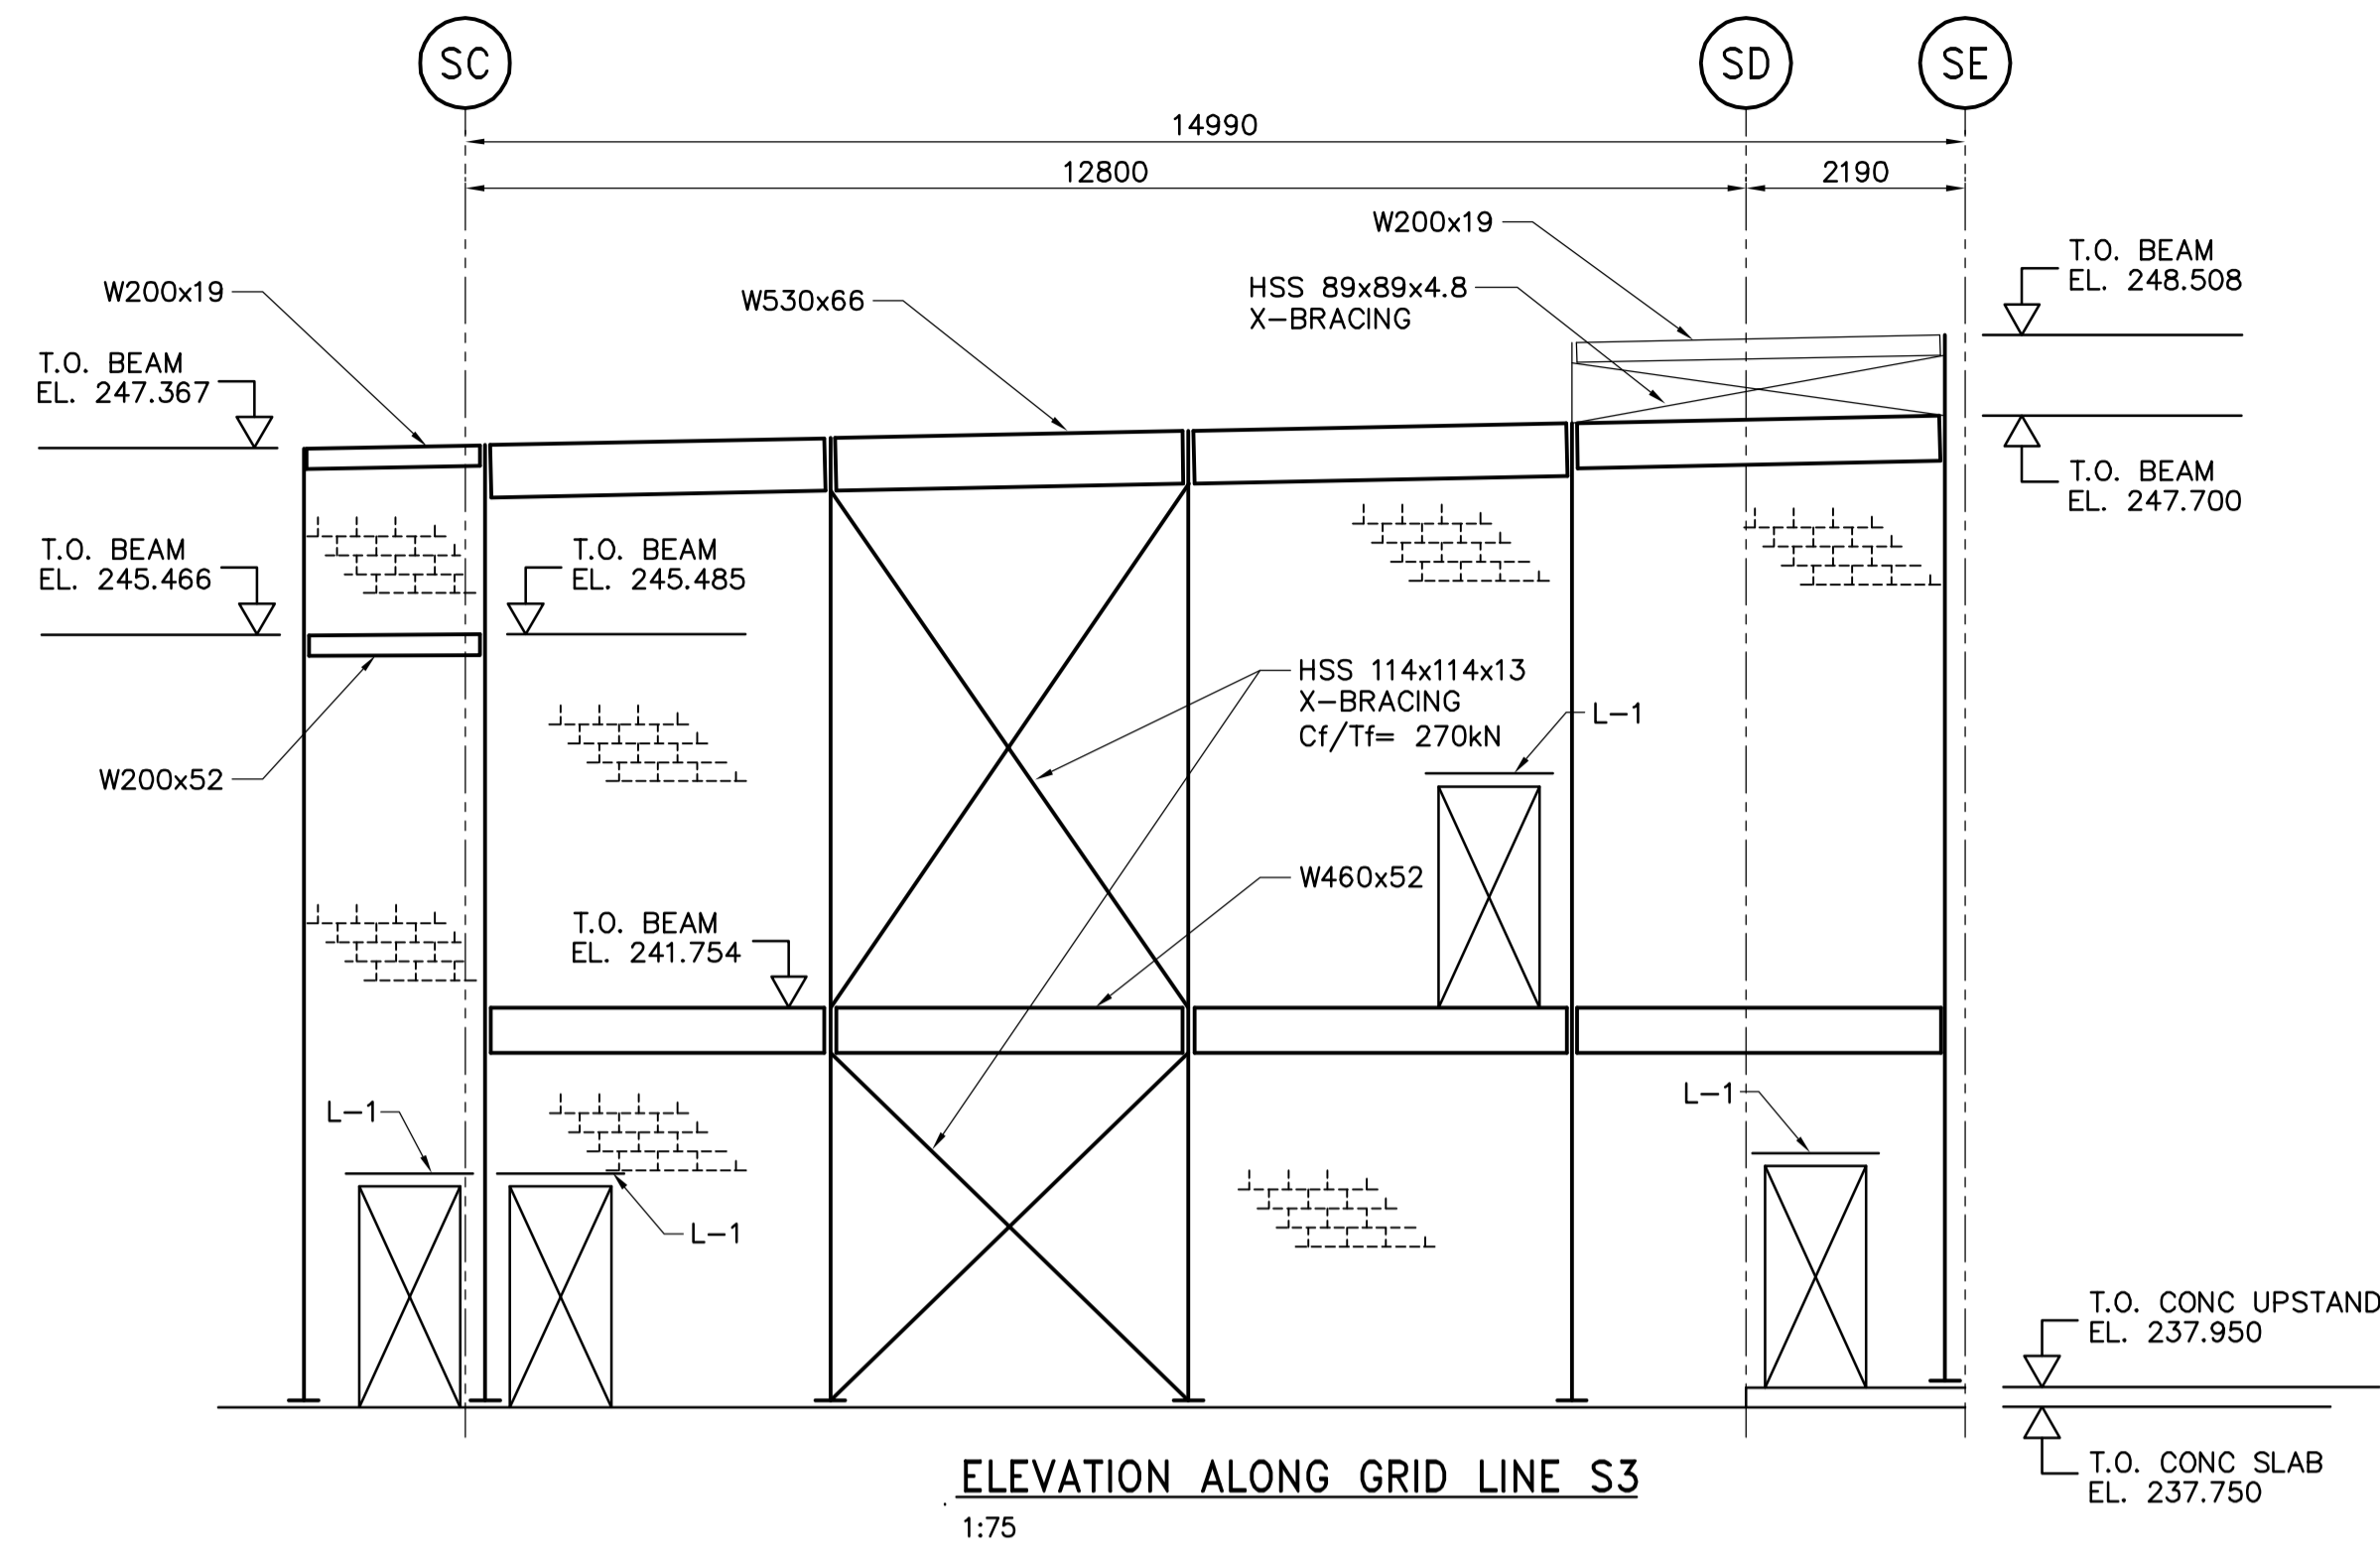 SC
SD
SE
14990
12800
2190
W200x19
HSS 89x89x4.8
X-BRACING
T.O. BEAM
EL. 248.508
W200x19
W530x66
T.O. BEAM
EL. 247.367
T.O. BEAM
EL. 247.700
T.O. BEAM
EL. 245.466
T.O. BEAM
EL. 245.485
HSS 114x114x13
X-BRACING
Cf/Tf= 270kN
L-1
W200x52
W460x52
T.O. BEAM
EL. 241.754
L-1
L-1
L-1
T.O. CONC UPSTAND
EL. 237.950
T.O. CONC SLAB
EL. 237.750
ELEVATION ALONG GRID LINE S3
1:75